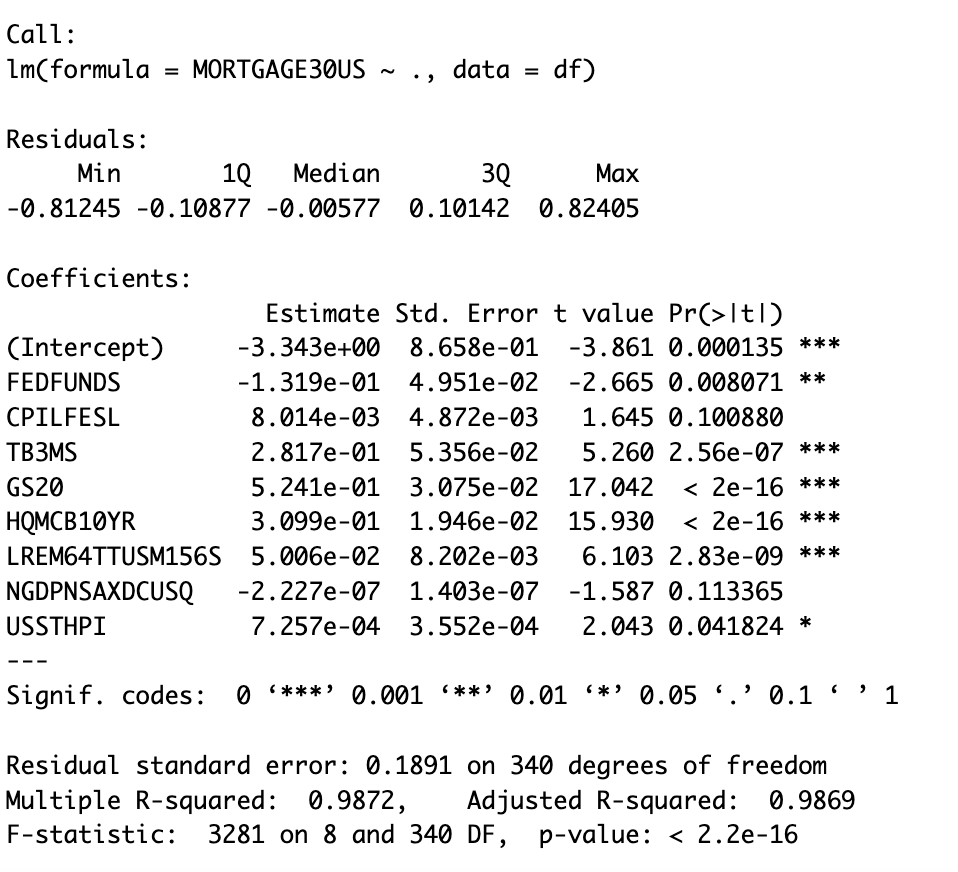 Call:
lm(formula = MORTGAGE30US ~ ., data = df)
Residuals:
     Min       1Q   Median       3Q      Max
-0.81245 -0.10877 -0.00577  0.10142  0.82405
Coefficients:
                  Estimate Std. Error t value Pr(>|t|)
(Intercept)     -3.343e+00  8.658e-01  -3.861 0.000135 ***
FEDFUNDS        -1.319e-01  4.951e-02  -2.665 0.008071 **
CPILFESL         8.014e-03  4.872e-03   1.645 0.100880
TB3MS            2.817e-01  5.356e-02   5.260 2.56e-07 ***
GS20             5.241e-01  3.075e-02  17.042  < 2e-16 ***
HQMCB10YR        3.099e-01  1.946e-02  15.930  < 2e-16 ***
LREM64TTUSM156S  5.006e-02  8.202e-03   6.103 2.83e-09 ***
NGDPNSAXDCUSQ   -2.227e-07  1.403e-07  -1.587 0.113365
USSTHPI          7.257e-04  3.552e-04   2.043 0.041824 *
---
Signif. codes:  0 ‘***’ 0.001 ‘**’ 0.01 ‘*’ 0.05 ‘.’ 0.1 ‘ ’ 1
Residual standard error: 0.1891 on 340 degrees of freedom
Multiple R-squared:  0.9872,    Adjusted R-squared:  0.9869
F-statistic:  3281 on 8 and 340 DF,  p-value: < 2.2e-16